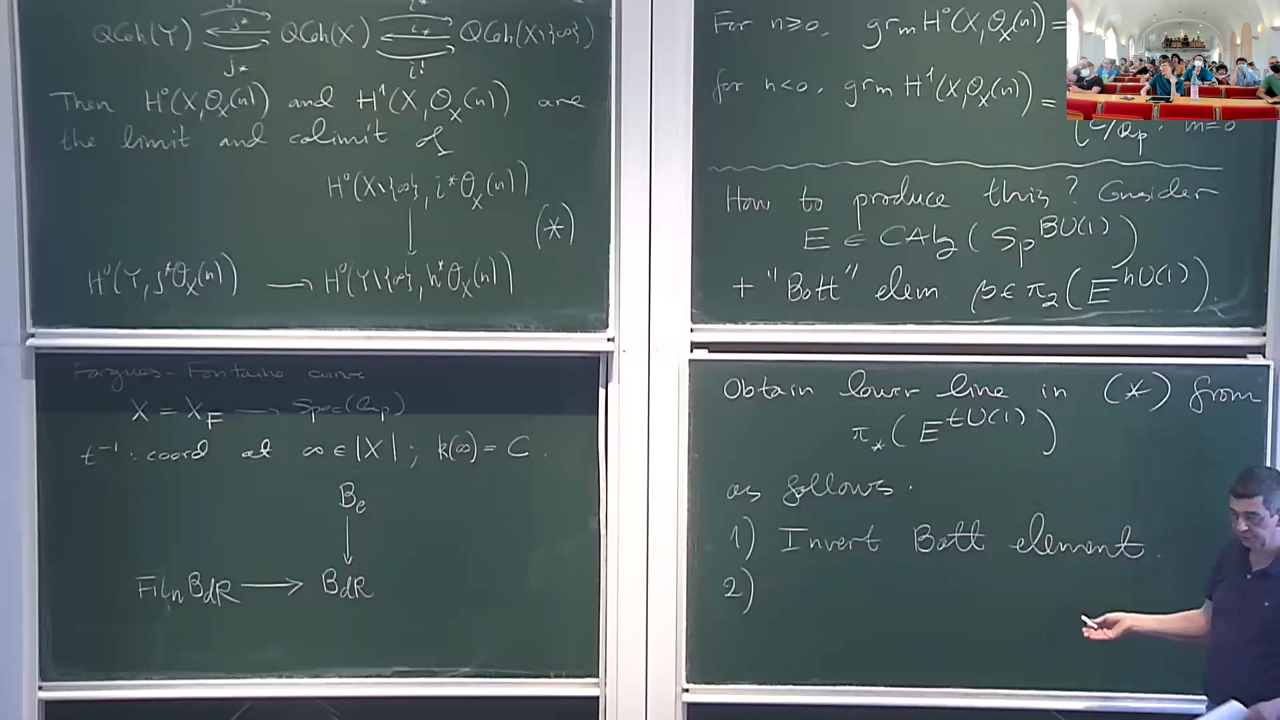 QCoh(Y) ⇄ QCoh(X) ⇄ QCoh(X\{∞})
j* i*
j* i!
Then H⁰(X,O_X(n)) and H¹(X,O_X(n)) are
the limit and colimit of
H⁰(X\{∞}, i*O_X(n))
↓ (*)
H⁰(Y, j*O_X(n)) → H⁰(Y\{∞}, h*O_X(n))
Fargues-Fontaine curve
X = X_F → Spec(Q_p)
t⁻¹: coord at ∞ ∈ |X| ; k(∞) = C.
B_e
↓
Fil_n B_dR → B_dR
For n≥0, gr_m H⁰(X,O_X(n)) =
for n<0, gr_m H¹(X,O_X(n)) =
C/Q_p, m=0
How to produce this? Consider
E ∈ CAlg(Sp^{BU(1)})
+ "Bott" elem β ∈ π₂(E^{hU(1)}).
Obtain lower line in (*) from
π_*(E^{tU(1)})
as follows.
1) Invert Bott element.
2)